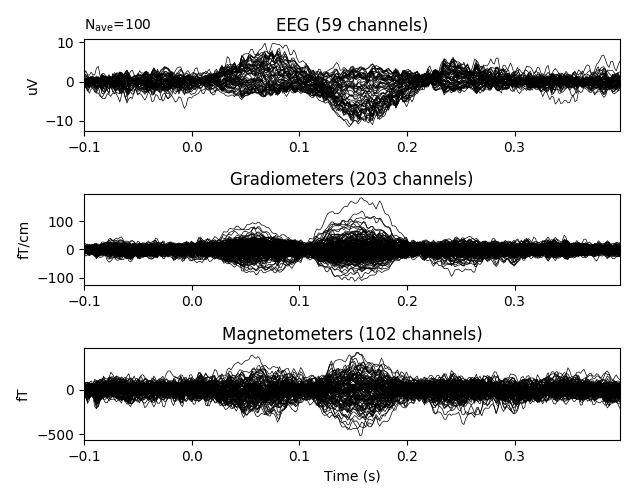 N_ave=100
EEG (59 channels)
10
0
−10
uV
−0.1 0.0 0.1 0.2 0.3
Gradiometers (203 channels)
100
0
−100
fT/cm
−0.1 0.0 0.1 0.2 0.3
Magnetometers (102 channels)
0
−500
fT
−0.1 0.0 0.1 0.2 0.3
Time (s)